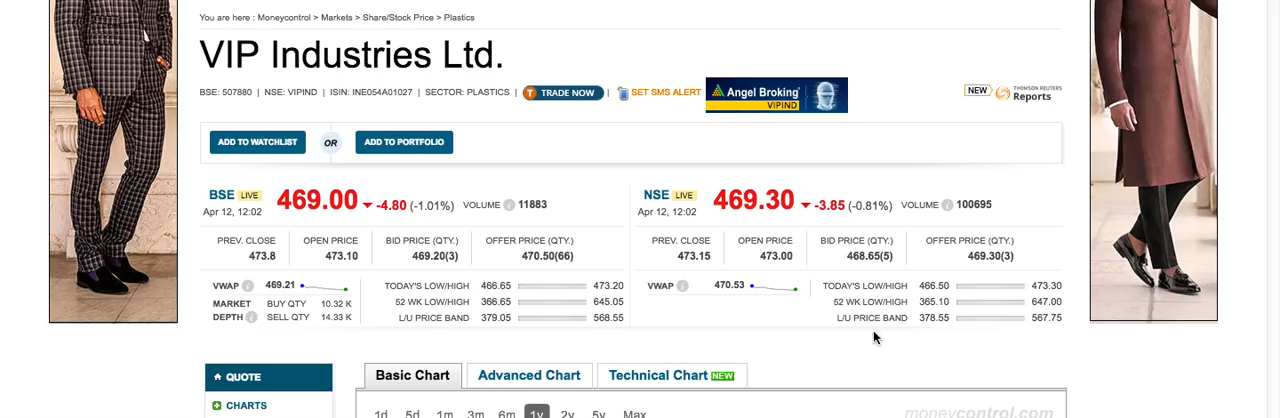 You are here : Moneycontrol > Markets > Share/Stock Price > Plastics
VIP Industries Ltd.
BSE: 507880 | NSE: VIPIND | ISIN: INE054A01027 | SECTOR: PLASTICS | T TRADE NOW | SET SMS ALERT
Angel Broking
VIPIND
NEW THOMSON REUTERS
Reports
ADD TO WATCHLIST OR ADD TO PORTFOLIO
BSE LIVE 469.00 -4.80 (-1.01%) VOLUME i 11883
Apr 12, 12:02
PREV. CLOSE OPEN PRICE BID PRICE (QTY.) OFFER PRICE (QTY.)
473.8 473.10 469.20(3) 470.50(66)
VWAP i 469.21
MARKET DEPTH i
BUY QTY 10.32 K
SELL QTY 14.33 K
TODAY'S LOW/HIGH 466.65 473.20
52 WK LOW/HIGH 366.65 645.05
L/U PRICE BAND 379.05 568.55
NSE LIVE 469.30 -3.85 (-0.81%) VOLUME i 100695
Apr 12, 12:02
PREV. CLOSE OPEN PRICE BID PRICE (QTY.) OFFER PRICE (QTY.)
473.15 473.00 468.65(5) 469.30(3)
VWAP i 470.53
TODAY'S LOW/HIGH 466.50 473.30
52 WK LOW/HIGH 365.10 647.00
L/U PRICE BAND 378.55 567.75
QUOTE
CHARTS
Basic Chart Advanced Chart Technical Chart NEW
1d 5d 1m 3m 6m 1y 2y 5y Max
moneycontrol.com